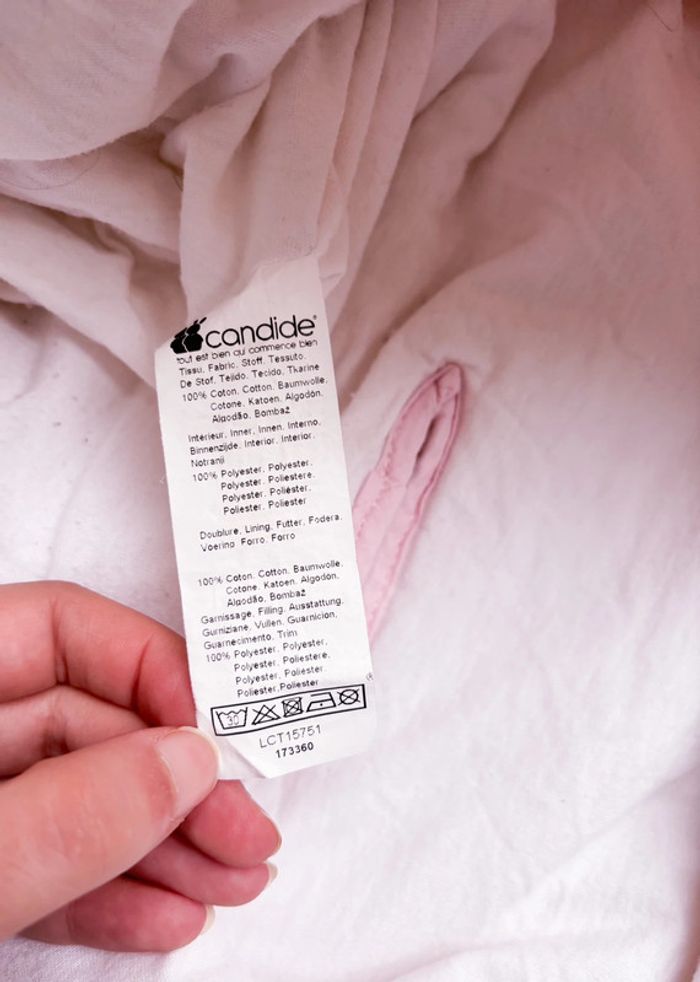 candide®
tout est bien qui commence bien
Tissu, Fabric, Stoff, Tessuto,
De Stof, Tejido, Tecido, Tkanine
100% Coton, Cotton, Baumwolle,
Cotone, Katoen, Algodón,
Algodão, Bombaž
Intérieur, Inner, Innen, Interno,
Binnenzijde, Interior, Interior,
Notranji
100% Polyester, Polyester,
Polyester, Poliestere,
Polyester, Poliéster,
Poliester, Poliester
Doublure, Lining, Futter, Fodera,
Voering, Forro, Forro
100% Coton, Cotton, Baumwolle,
Cotone, Katoen, Algodón,
Algodão, Bombaž
Garnissage, Filling, Ausstattung,
Gurniziane, Vullen, Guarnicion,
Guarnecimento, Trim
100% Polyester, Polyester,
Polyester, Poliestere,
Polyester, Poliester,
Poliester, Poliester
30
LCT15751
173360